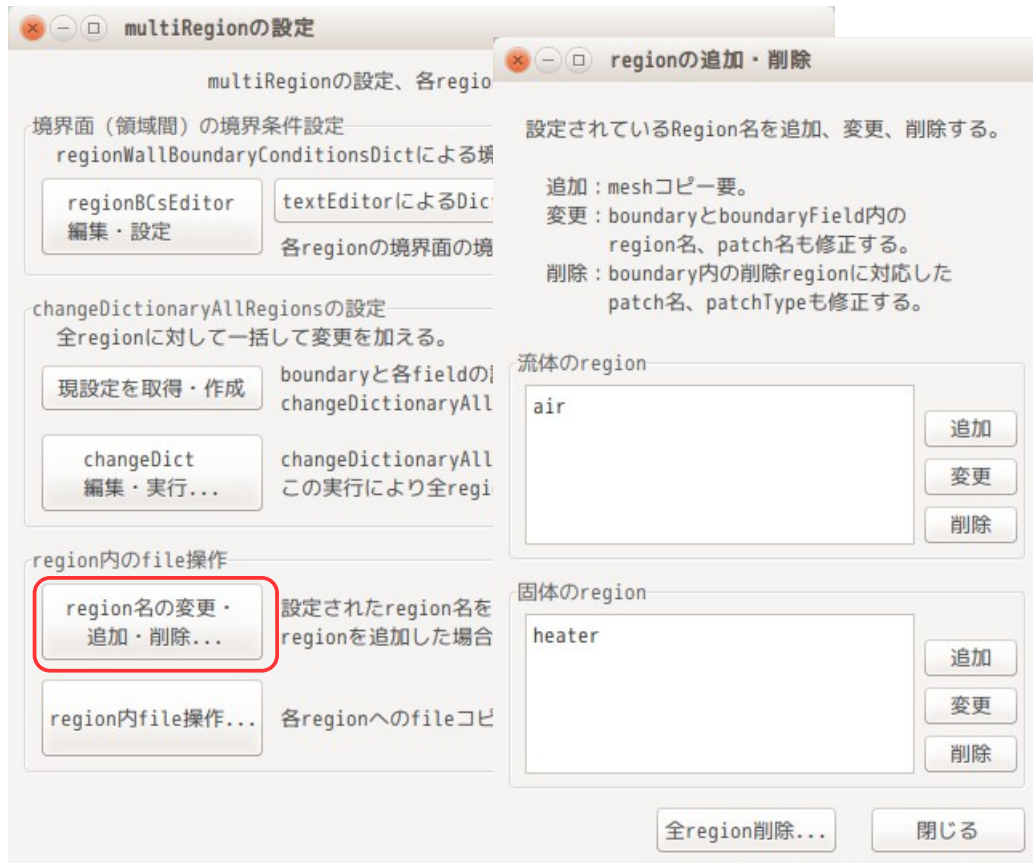 multiRegionの設定
multiRegionの設定、各regio
境界面（領域間）の境界条件設定
regionWallBoundaryConditionsDictによる境
regionBCsEditor
編集・設定
textEditorによるDic
各regionの境界面の境
changeDictionaryAllRegionsの設定
全regionに対して一括して変更を加える。
現設定を取得・作成
boundaryと各fieldの
changeDictionaryAll
changeDict
編集・実行...
changeDictionaryAll
この実行により全regi
region内のfile操作
region名の変更・
追加・削除...
設定されたregion名を
regionを追加した場合
region内file操作...
各regionへのfileコピ
regionの追加・削除
設定されているRegion名を追加、変更、削除する。
追加：meshコピー要。
変更：boundaryとboundaryField内の
region名、patch名も修正する。
削除：boundary内の削除regionに対応した
patch名、patchTypeも修正する。
流体のregion
air
追加
変更
削除
固体のregion
heater
追加
変更
削除
全region削除...
閉じる